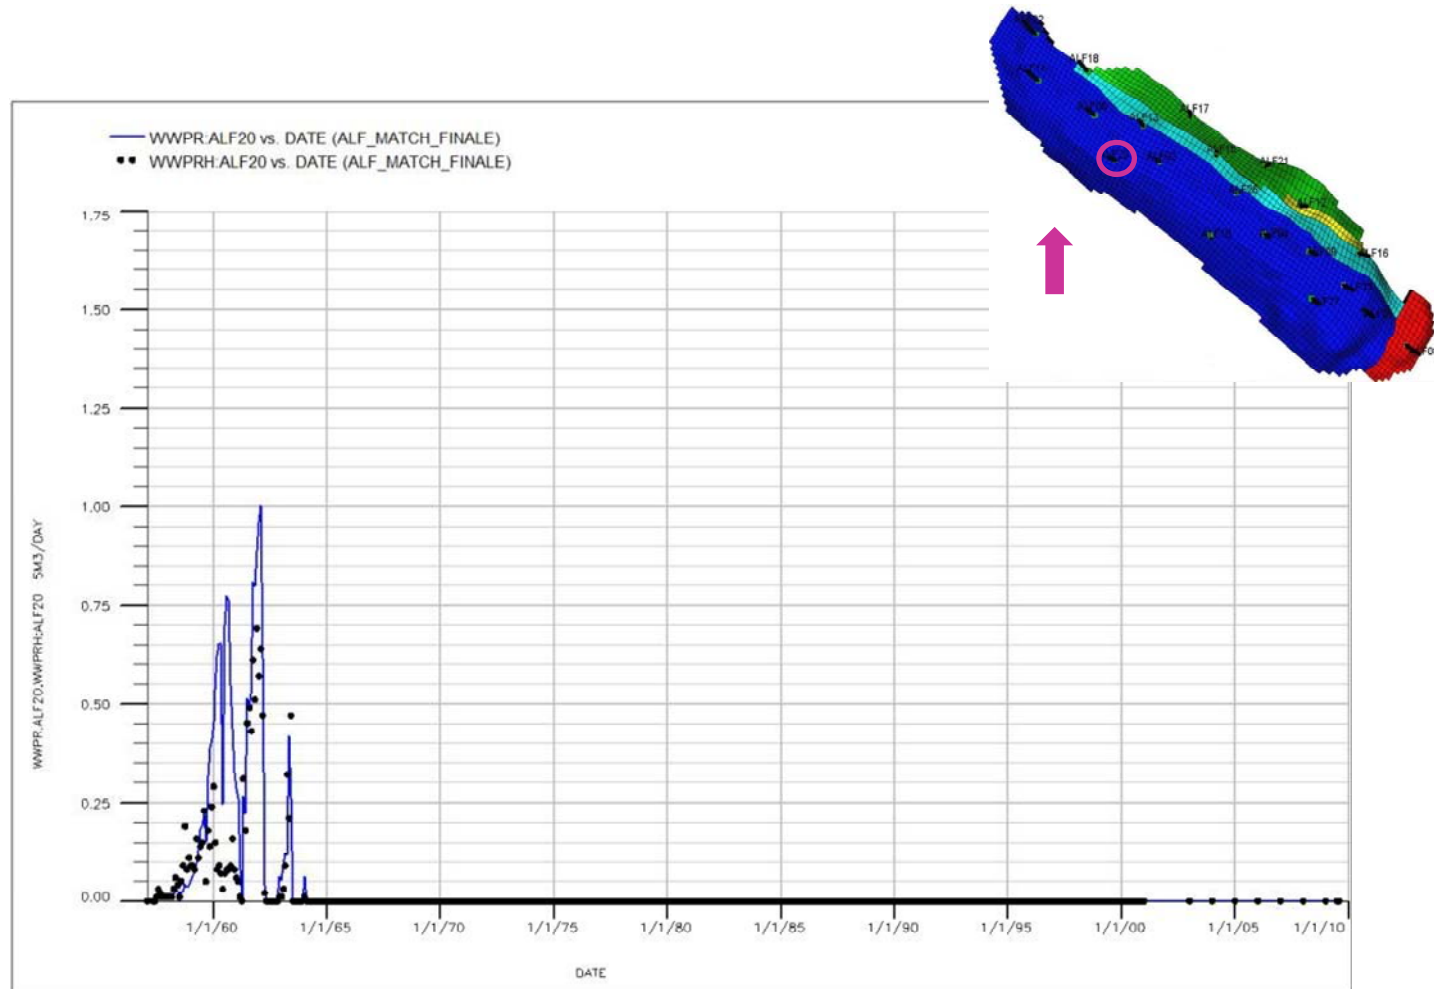 WWPR:ALF20 vs. DATE (ALF_MATCH_FINALE)
WWPRH:ALF20 vs. DATE (ALF_MATCH_FINALE)
ALF18
ALF17
ALF21
ALF16
1.75
1.50
1.25
1.00
0.75
0.50
0.25
0.00
WWPR:ALF20,WWPRH:ALF20 SM3/DAY
1/1/60
1/1/65
1/1/70
1/1/75
1/1/80
1/1/85
1/1/90
1/1/95
1/1/00
1/1/05
1/1/10
DATE